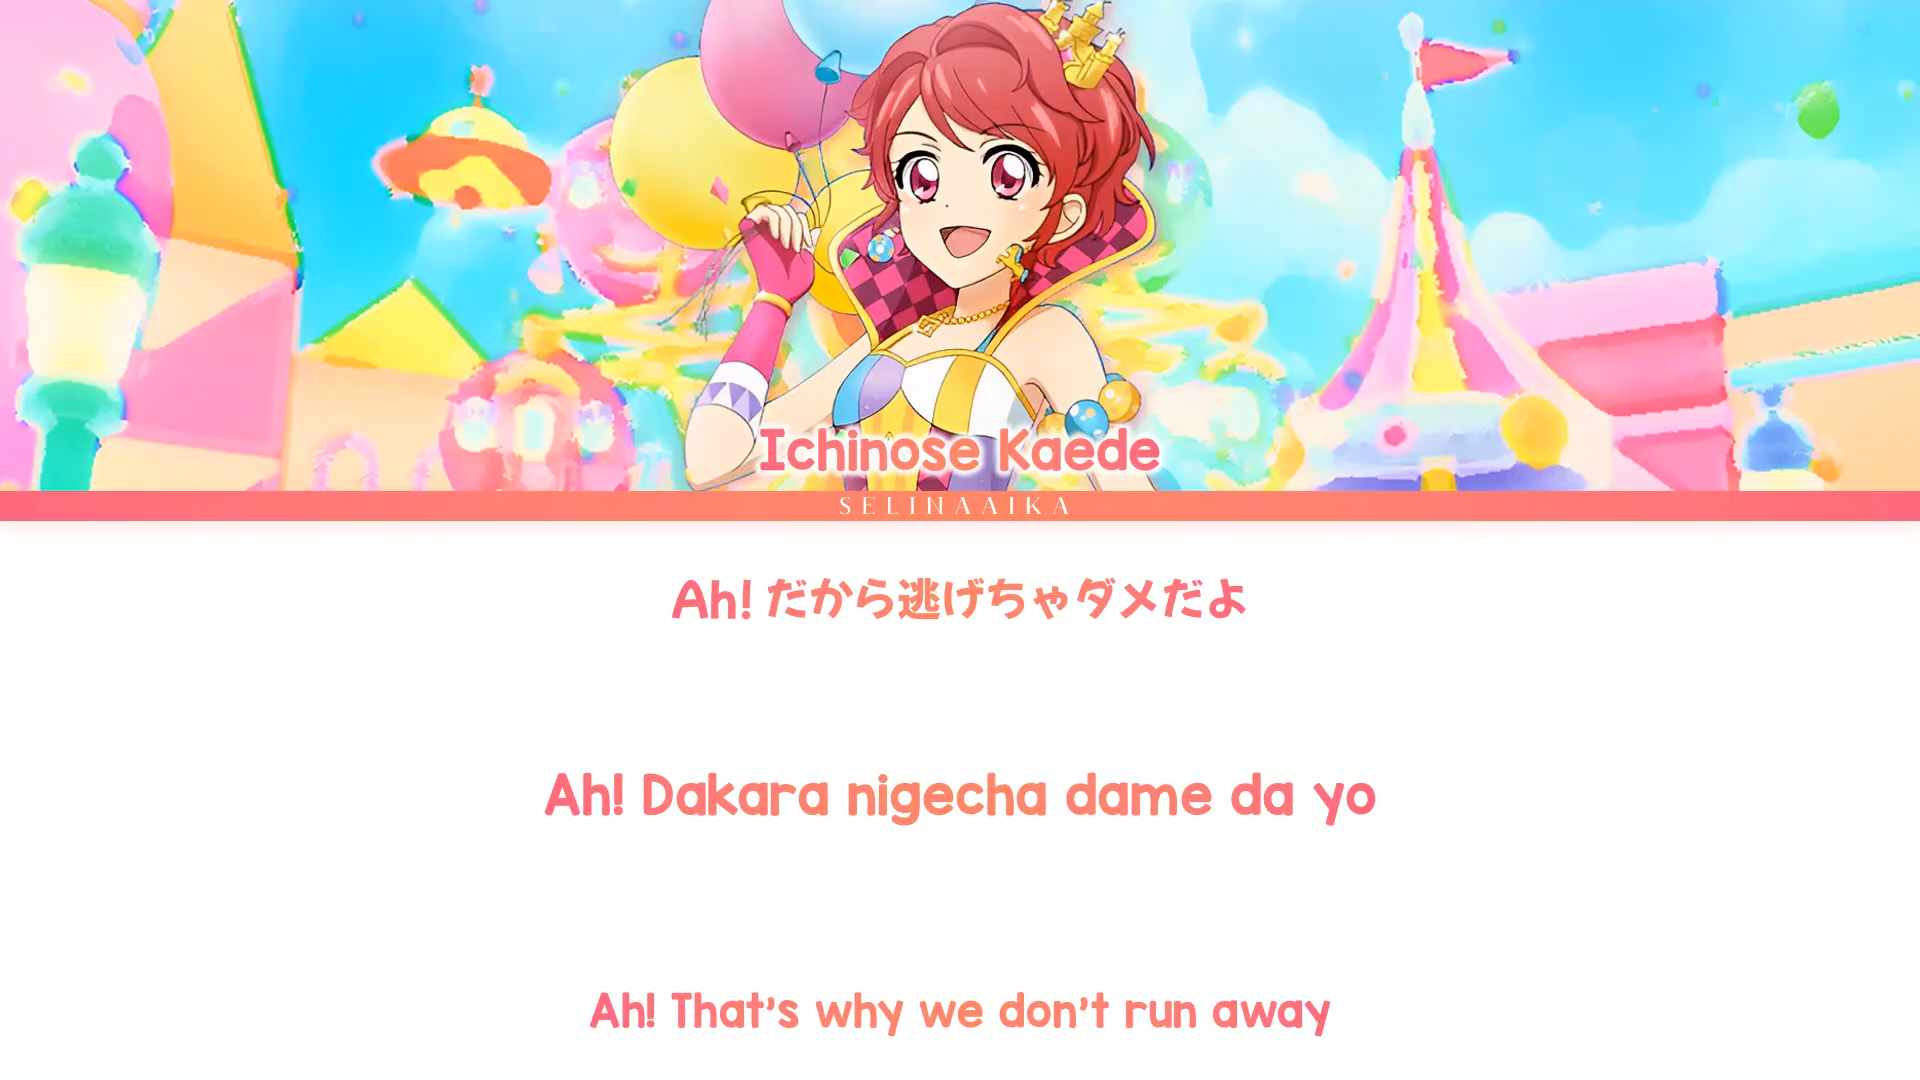 Ichinose Kaede
SELINAAIKA
Ah! だから逃げちゃダメだよ
Ah! Dakara nigecha dame da yo
Ah! That's why we don't run away